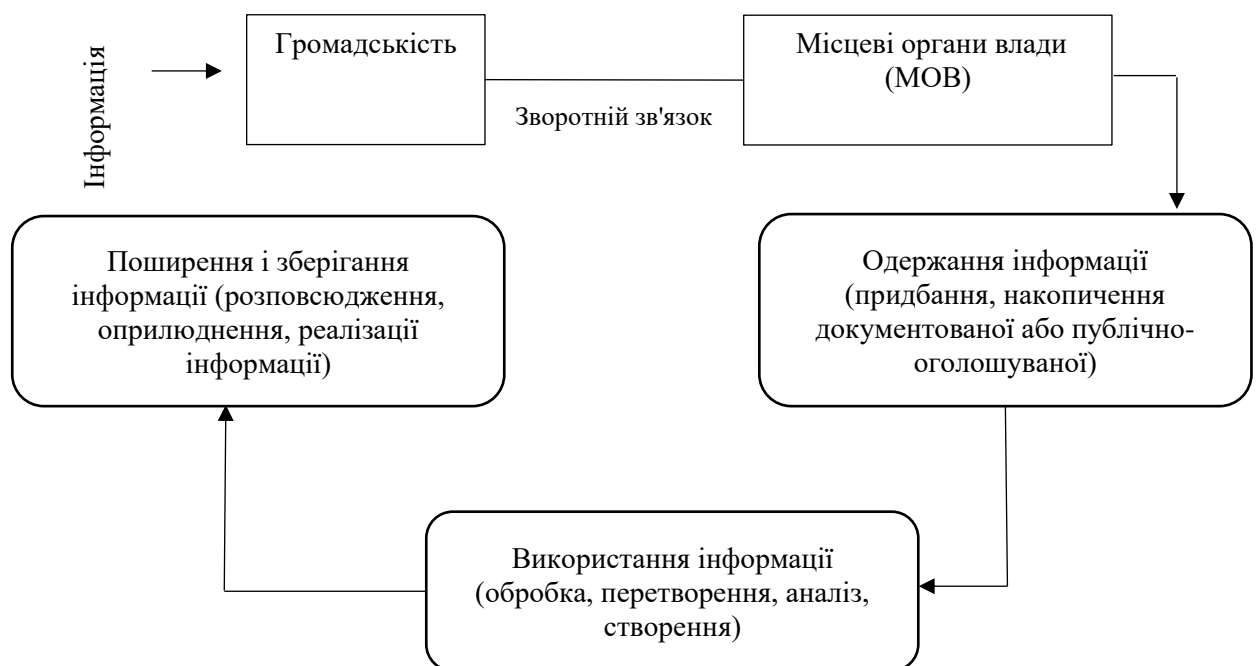 Інформація
Громадськість
Зворотній зв'язок
Місцеві органи влади
(МОВ)
Поширення і зберігання
інформації (розповсюдження,
оприлюднення, реалізації
інформації)
Одержання інформації
(придбання, накопичення
документованої або публічно-
оголошуваної)
Використання інформації
(обробка, перетворення, аналіз,
створення)